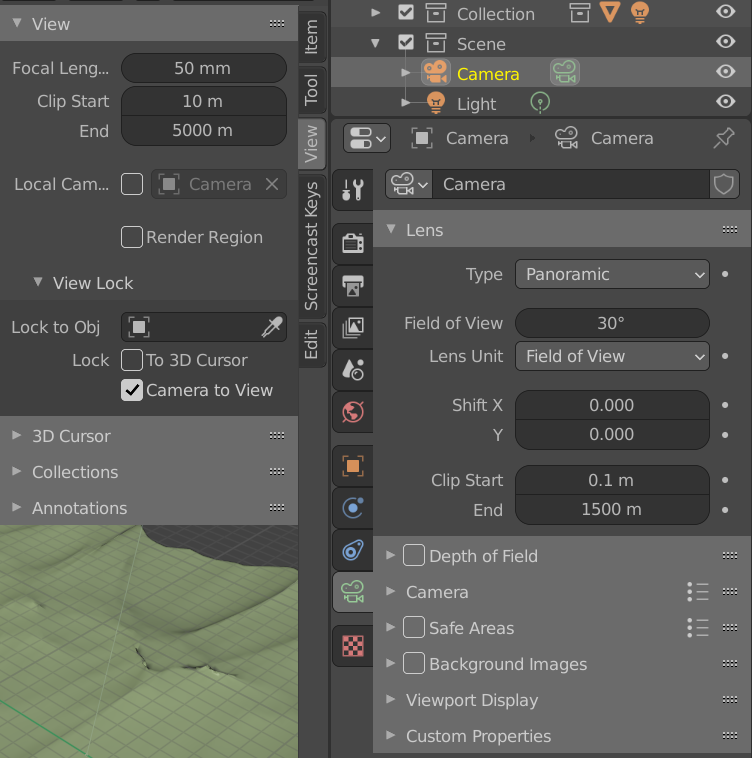 View
Focal Leng... 50 mm
Clip Start 10 m
End 5000 m
Local Cam... Camera
Render Region
View Lock
Lock to Obj
Lock To 3D Cursor
Camera to View
3D Cursor
Collections
Annotations
Item
Tool
View
Screencast Keys
Edit
Collection
Scene
Camera
Light
Camera Camera
Camera
Lens
Type Panoramic
Field of View 30°
Lens Unit Field of View
Shift X 0.000
Y 0.000
Clip Start 0.1 m
End 1500 m
Depth of Field
Camera
Safe Areas
Background Images
Viewport Display
Custom Properties